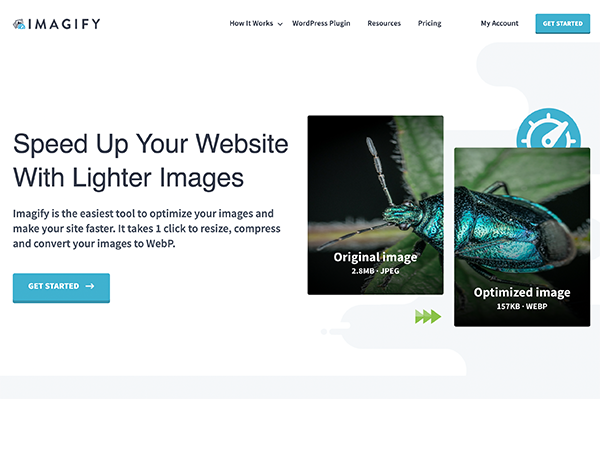 IMAGIFY
How It Works
WordPress Plugin
Resources
Pricing
My Account
GET STARTED
Speed Up Your Website
With Lighter Images
Imagify is the easiest tool to optimize your images and
make your site faster. It takes 1 click to resize, compress
and convert your images to WebP.
GET STARTED
Original image
2.8MB · JPEG
Optimized image
157KB · WEBP